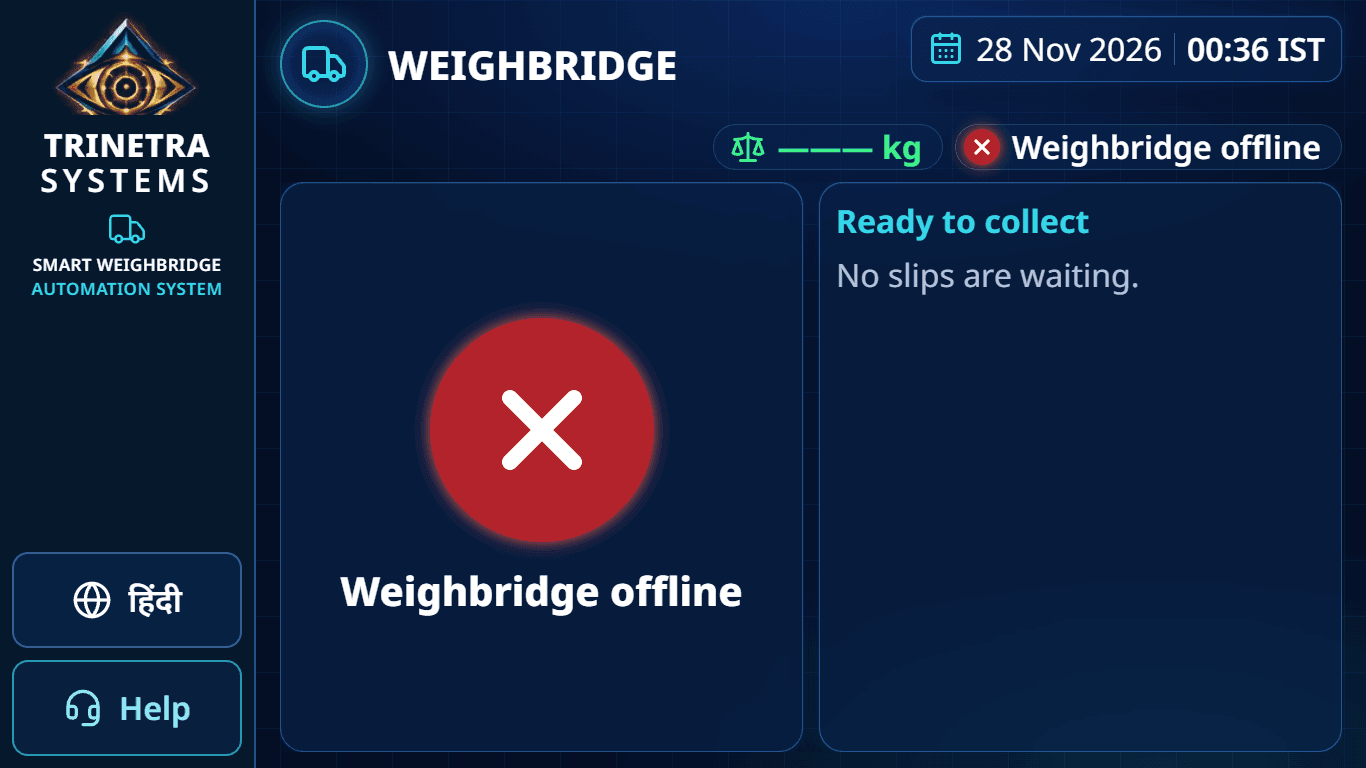 TRINETRA
SYSTEMS
SMART WEIGHBRIDGE
AUTOMATION SYSTEM
हिंदी
Help
WEIGHBRIDGE
28 Nov 2026 00:36 IST
——— kg
Weighbridge offline
Weighbridge offline
Ready to collect
No slips are waiting.